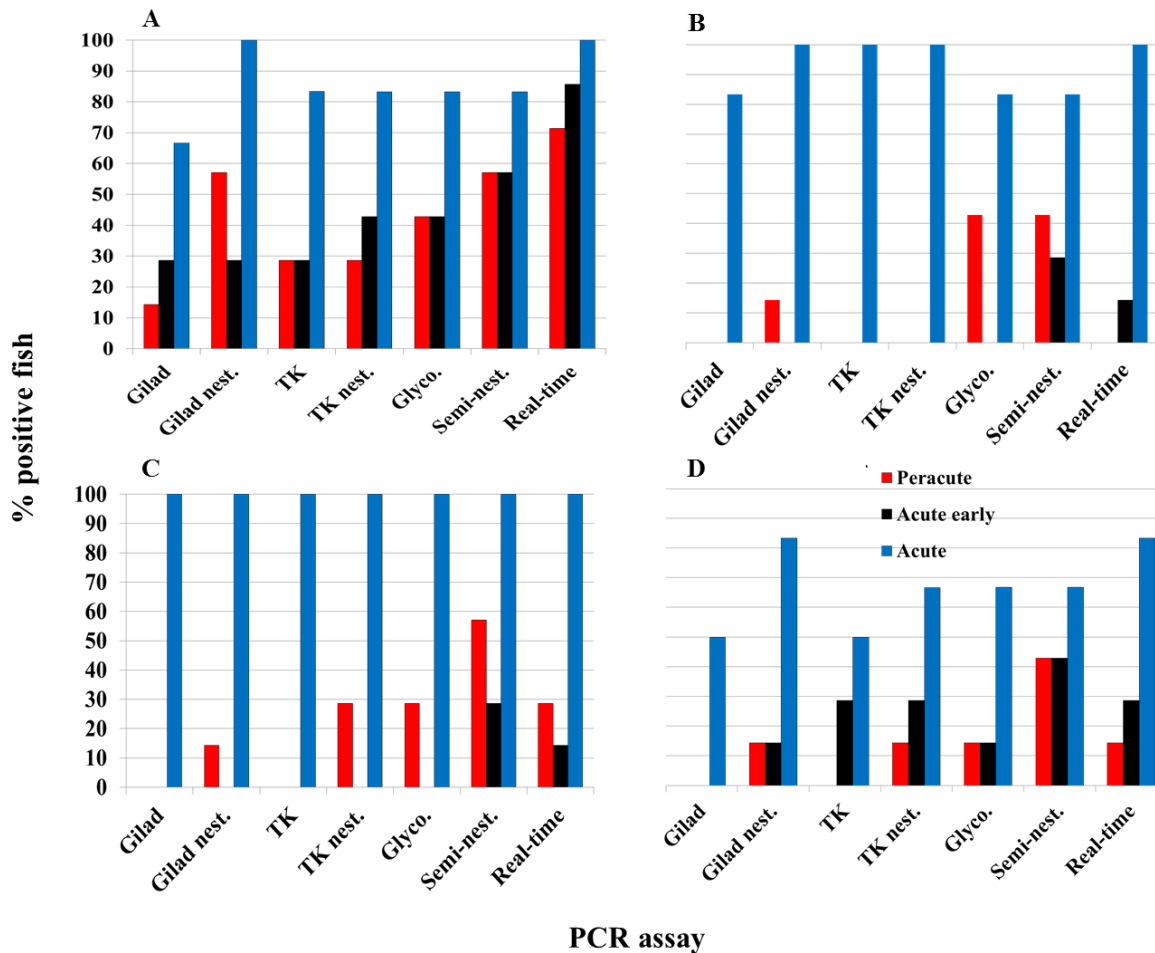 A
B
100
90
80
70
60
50
40
30
20
10
0
Gilad
Gilad nest.
TK
TK nest.
Glyco.
Semi-nest.
Real-time
Gilad
Gilad nest.
TK
TK nest.
Glyco.
Semi-nest.
Real-time
% positive fish
C
D
100
90
80
70
60
50
40
30
20
10
0
Peracute
Acute early
Acute
Gilad
Gilad nest.
TK
TK nest.
Glyco.
Semi-nest.
Real-time
Gilad
Gilad nest.
TK
TK nest.
Glyco.
Semi-nest.
Real-time
PCR assay